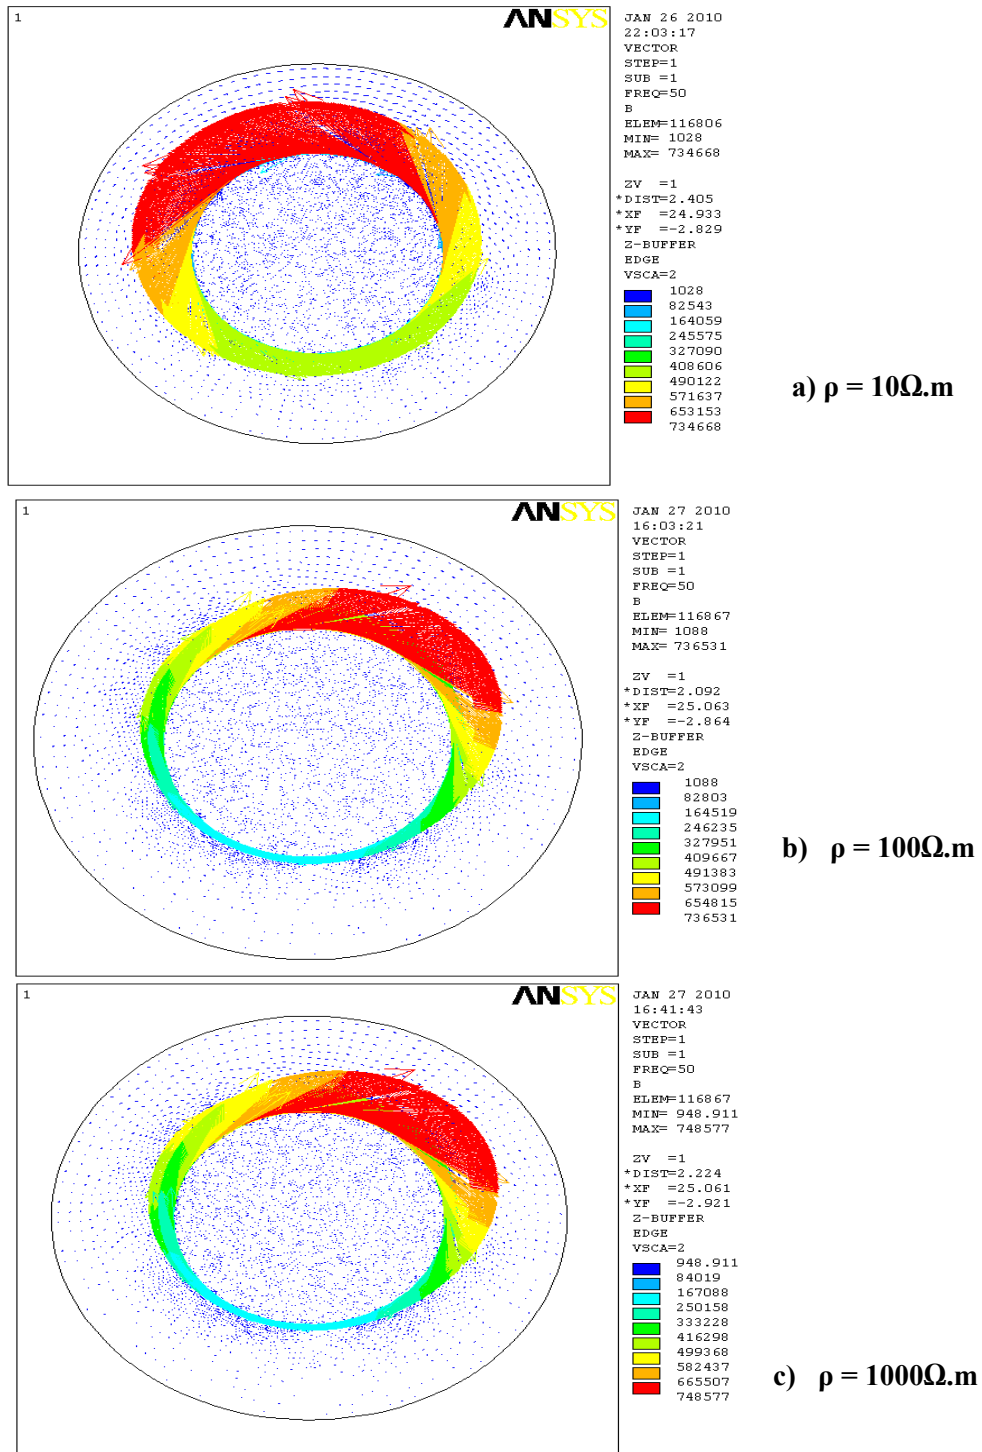 1
ANSYS
JAN 26 2010
22:03:17
VECTOR
STEP=1
SUB =1
FREQ=50
B
ELEM=116806
MIN= 1028
MAX= 734668
ZV =1
*DIST=2.405
*XF =24.933
*YF =-2.829
Z-BUFFER
EDGE
VSCA=2
1028
82543
164059
245575
327090
408606
490122
571637
653153
734668
a) ρ = 10Ω.m
1
ANSYS
JAN 27 2010
16:03:21
VECTOR
STEP=1
SUB =1
FREQ=50
B
ELEM=116867
MIN= 1088
MAX= 736531
ZV =1
*DIST=2.092
*XF =25.063
*YF =-2.864
Z-BUFFER
EDGE
VSCA=2
1088
82803
164519
246235
327951
409667
491383
573099
654815
736531
b) ρ = 100Ω.m
1
ANSYS
JAN 27 2010
16:41:43
VECTOR
STEP=1
SUB =1
FREQ=50
B
ELEM=116867
MIN= 948.911
MAX= 748577
ZV =1
*DIST=2.224
*XF =25.061
*YF =-2.921
Z-BUFFER
EDGE
VSCA=2
948.911
84019
167088
250158
333228
416298
499368
582437
665507
748577
c) ρ = 1000Ω.m